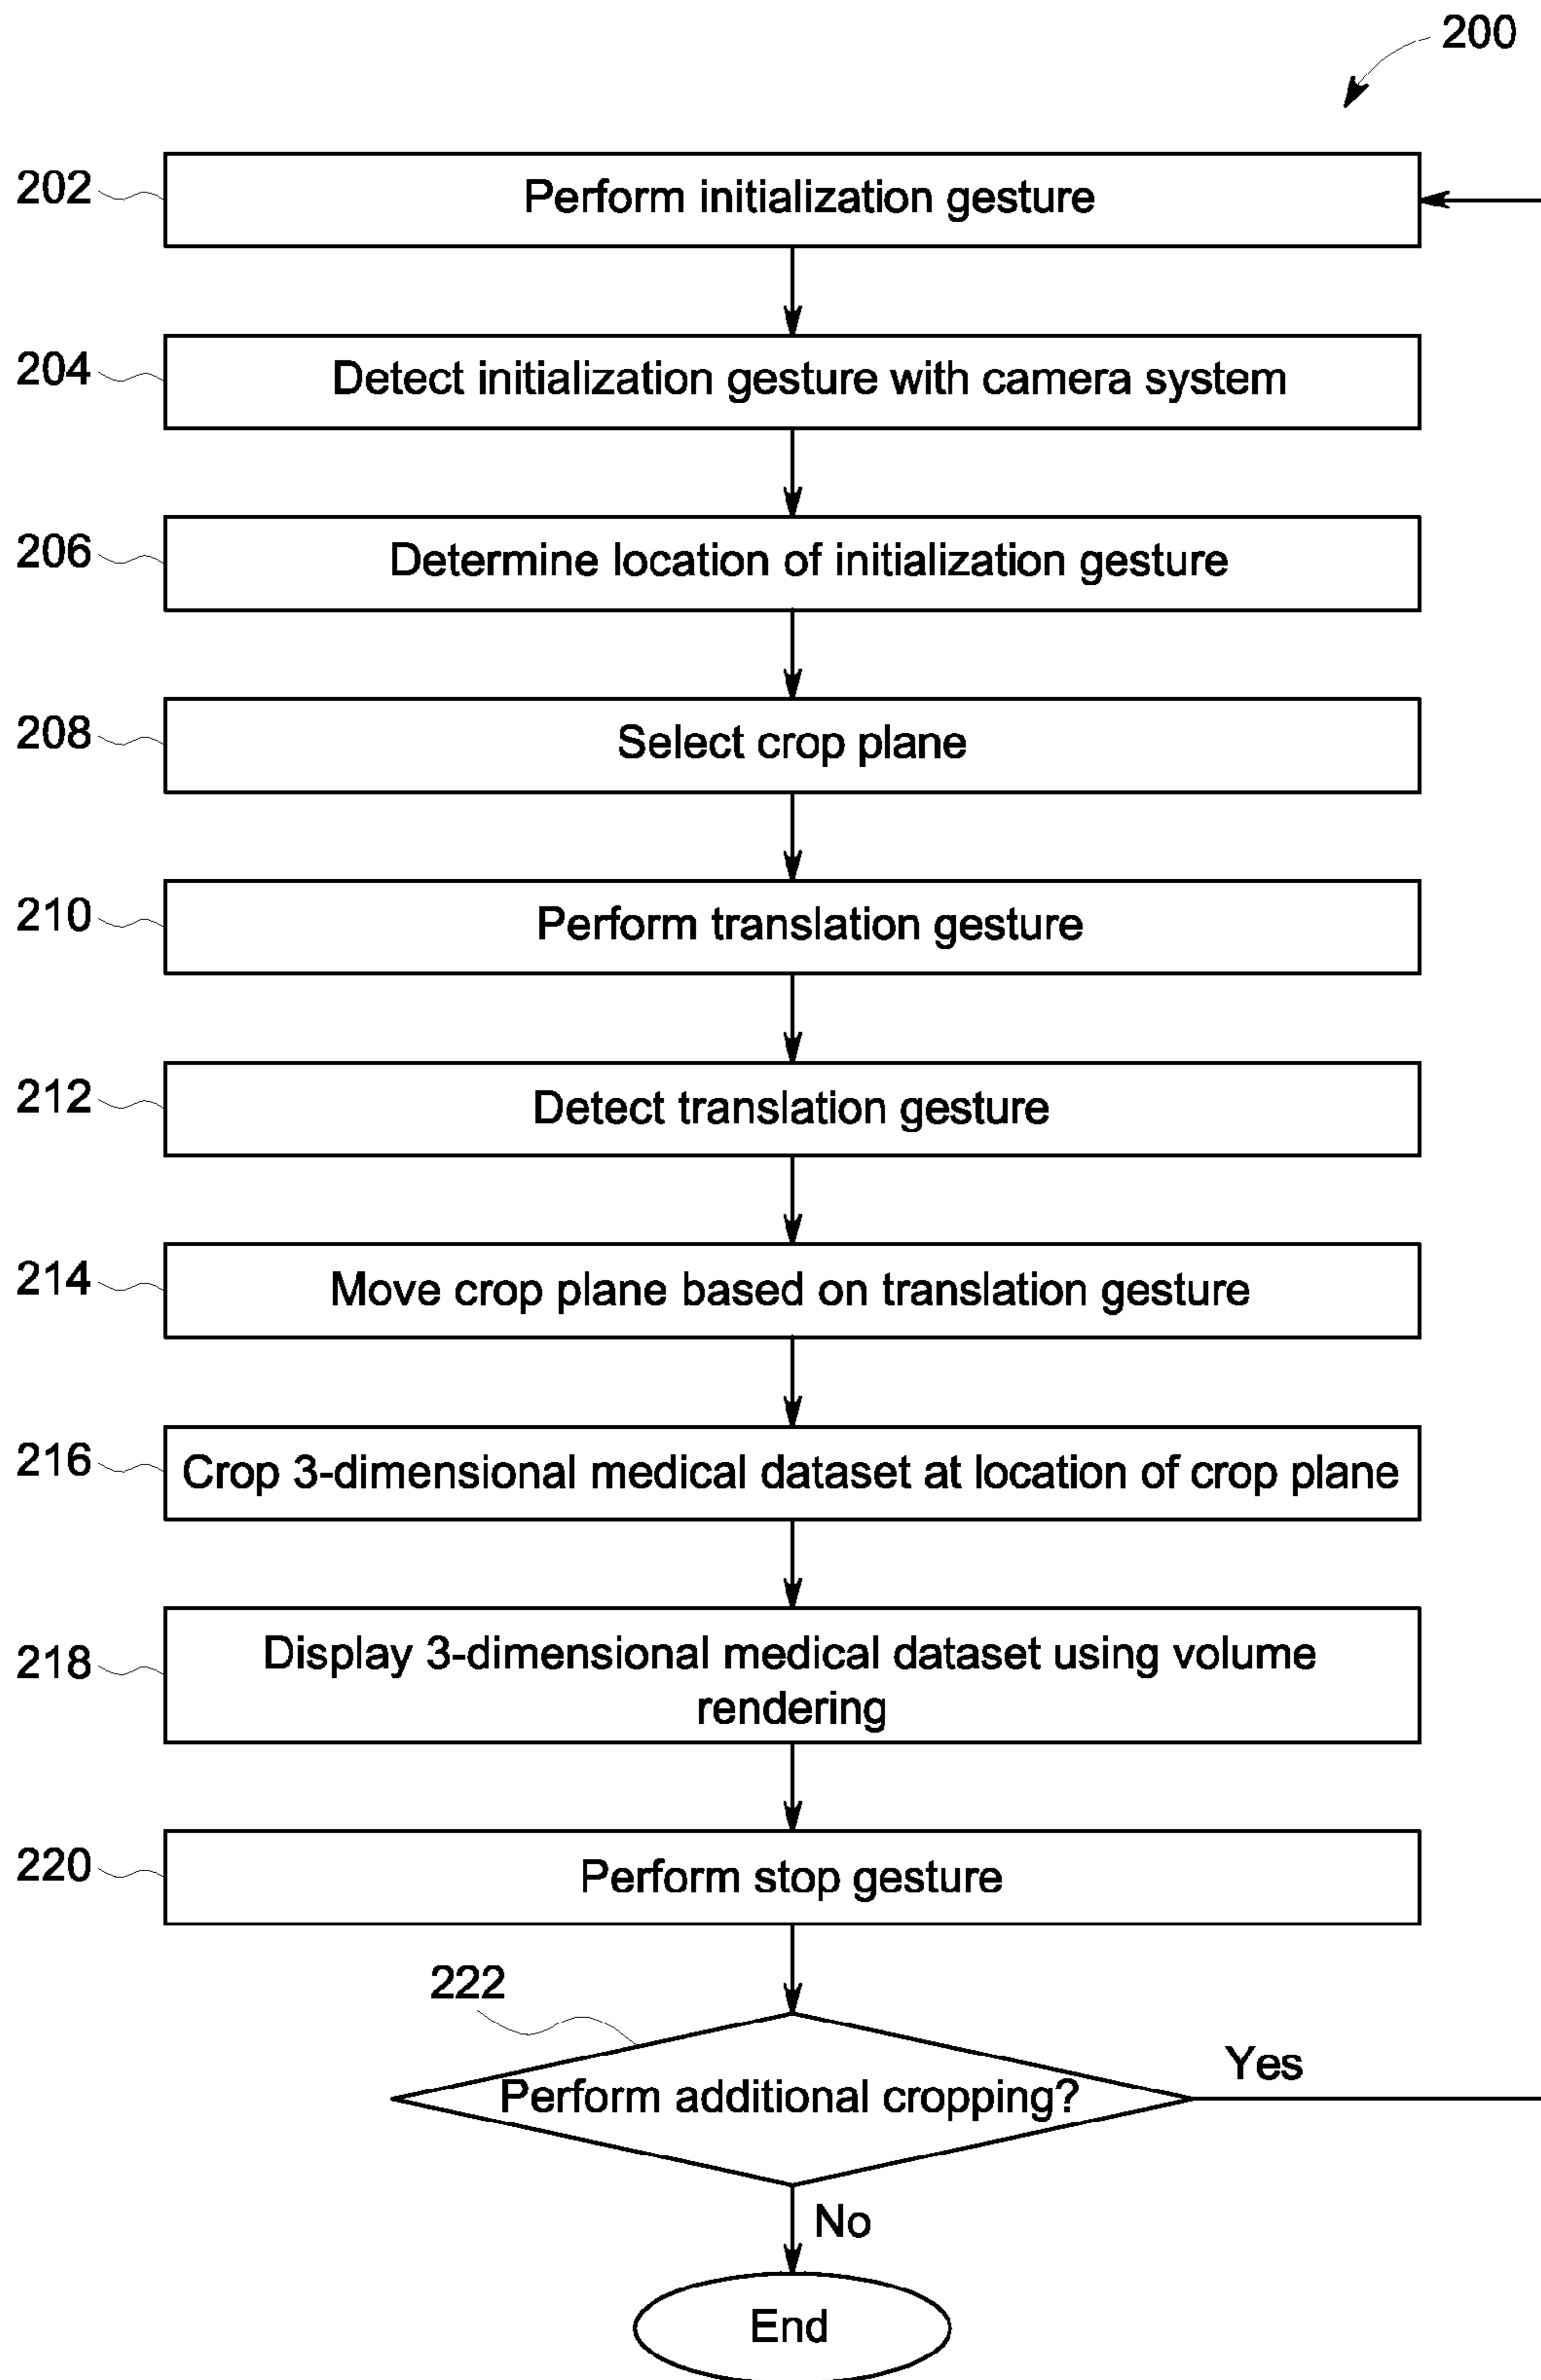 200
202
Perform initialization gesture
204
Detect initialization gesture with camera system
206
Determine location of initialization gesture
208
Select crop plane
210
Perform translation gesture
212
Detect translation gesture
214
Move crop plane based on translation gesture
216
Crop 3-dimensional medical dataset at location of crop plane
218
Display 3-dimensional medical dataset using volume
rendering
220
Perform stop gesture
222
Perform additional cropping?
Yes
No
End